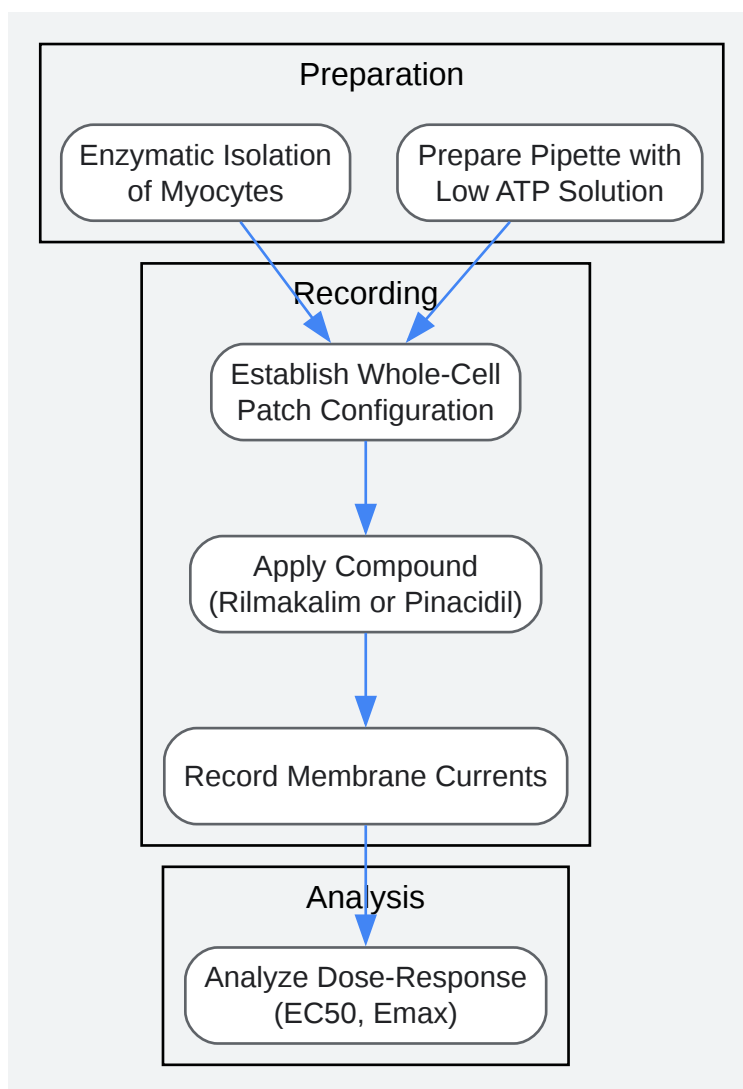 Preparation
Enzymatic Isolation
of Myocytes
Prepare Pipette with
Low ATP Solution
Recording
Establish Whole-Cell
Patch Configuration
Apply Compound
(Rilmakalim or Pinacidil)
Record Membrane Currents
Analysis
Analyze Dose-Response
(EC50, Emax)